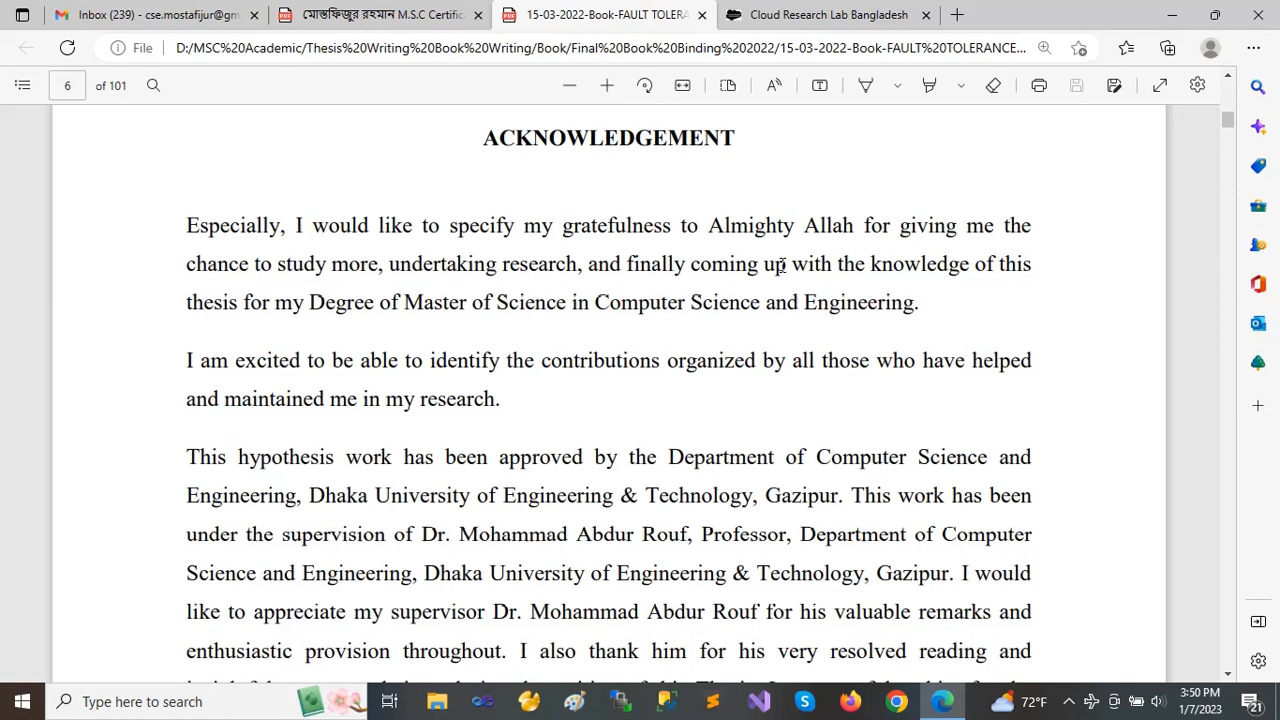 Inbox (239) - cse.mostafijur@gm
মোস্তফিজুর রহমান M.S.C Certific
15-03-2022-Book-FAULT TOLERA
Cloud Research Lab Bangladesh
File
D:/MSC%20Academic/Thesis%20Writing%20Book%20Writing/Book/Final%20Book%20Binding%202022/15-03-2022-Book-FAULT%20TOLERANCE...
6 of 101
ACKNOWLEDGEMENT
Especially, I would like to specify my gratefulness to Almighty Allah for giving me the
chance to study more, undertaking research, and finally coming up with the knowledge of this
thesis for my Degree of Master of Science in Computer Science and Engineering.
I am excited to be able to identify the contributions organized by all those who have helped
and maintained me in my research.
This hypothesis work has been approved by the Department of Computer Science and
Engineering, Dhaka University of Engineering & Technology, Gazipur. This work has been
under the supervision of Dr. Mohammad Abdur Rouf, Professor, Department of Computer
Science and Engineering, Dhaka University of Engineering & Technology, Gazipur. I would
like to appreciate my supervisor Dr. Mohammad Abdur Rouf for his valuable remarks and
enthusiastic provision throughout. I also thank him for his very resolved reading and
Type here to search
72°F
3:50 PM
1/7/2023
21